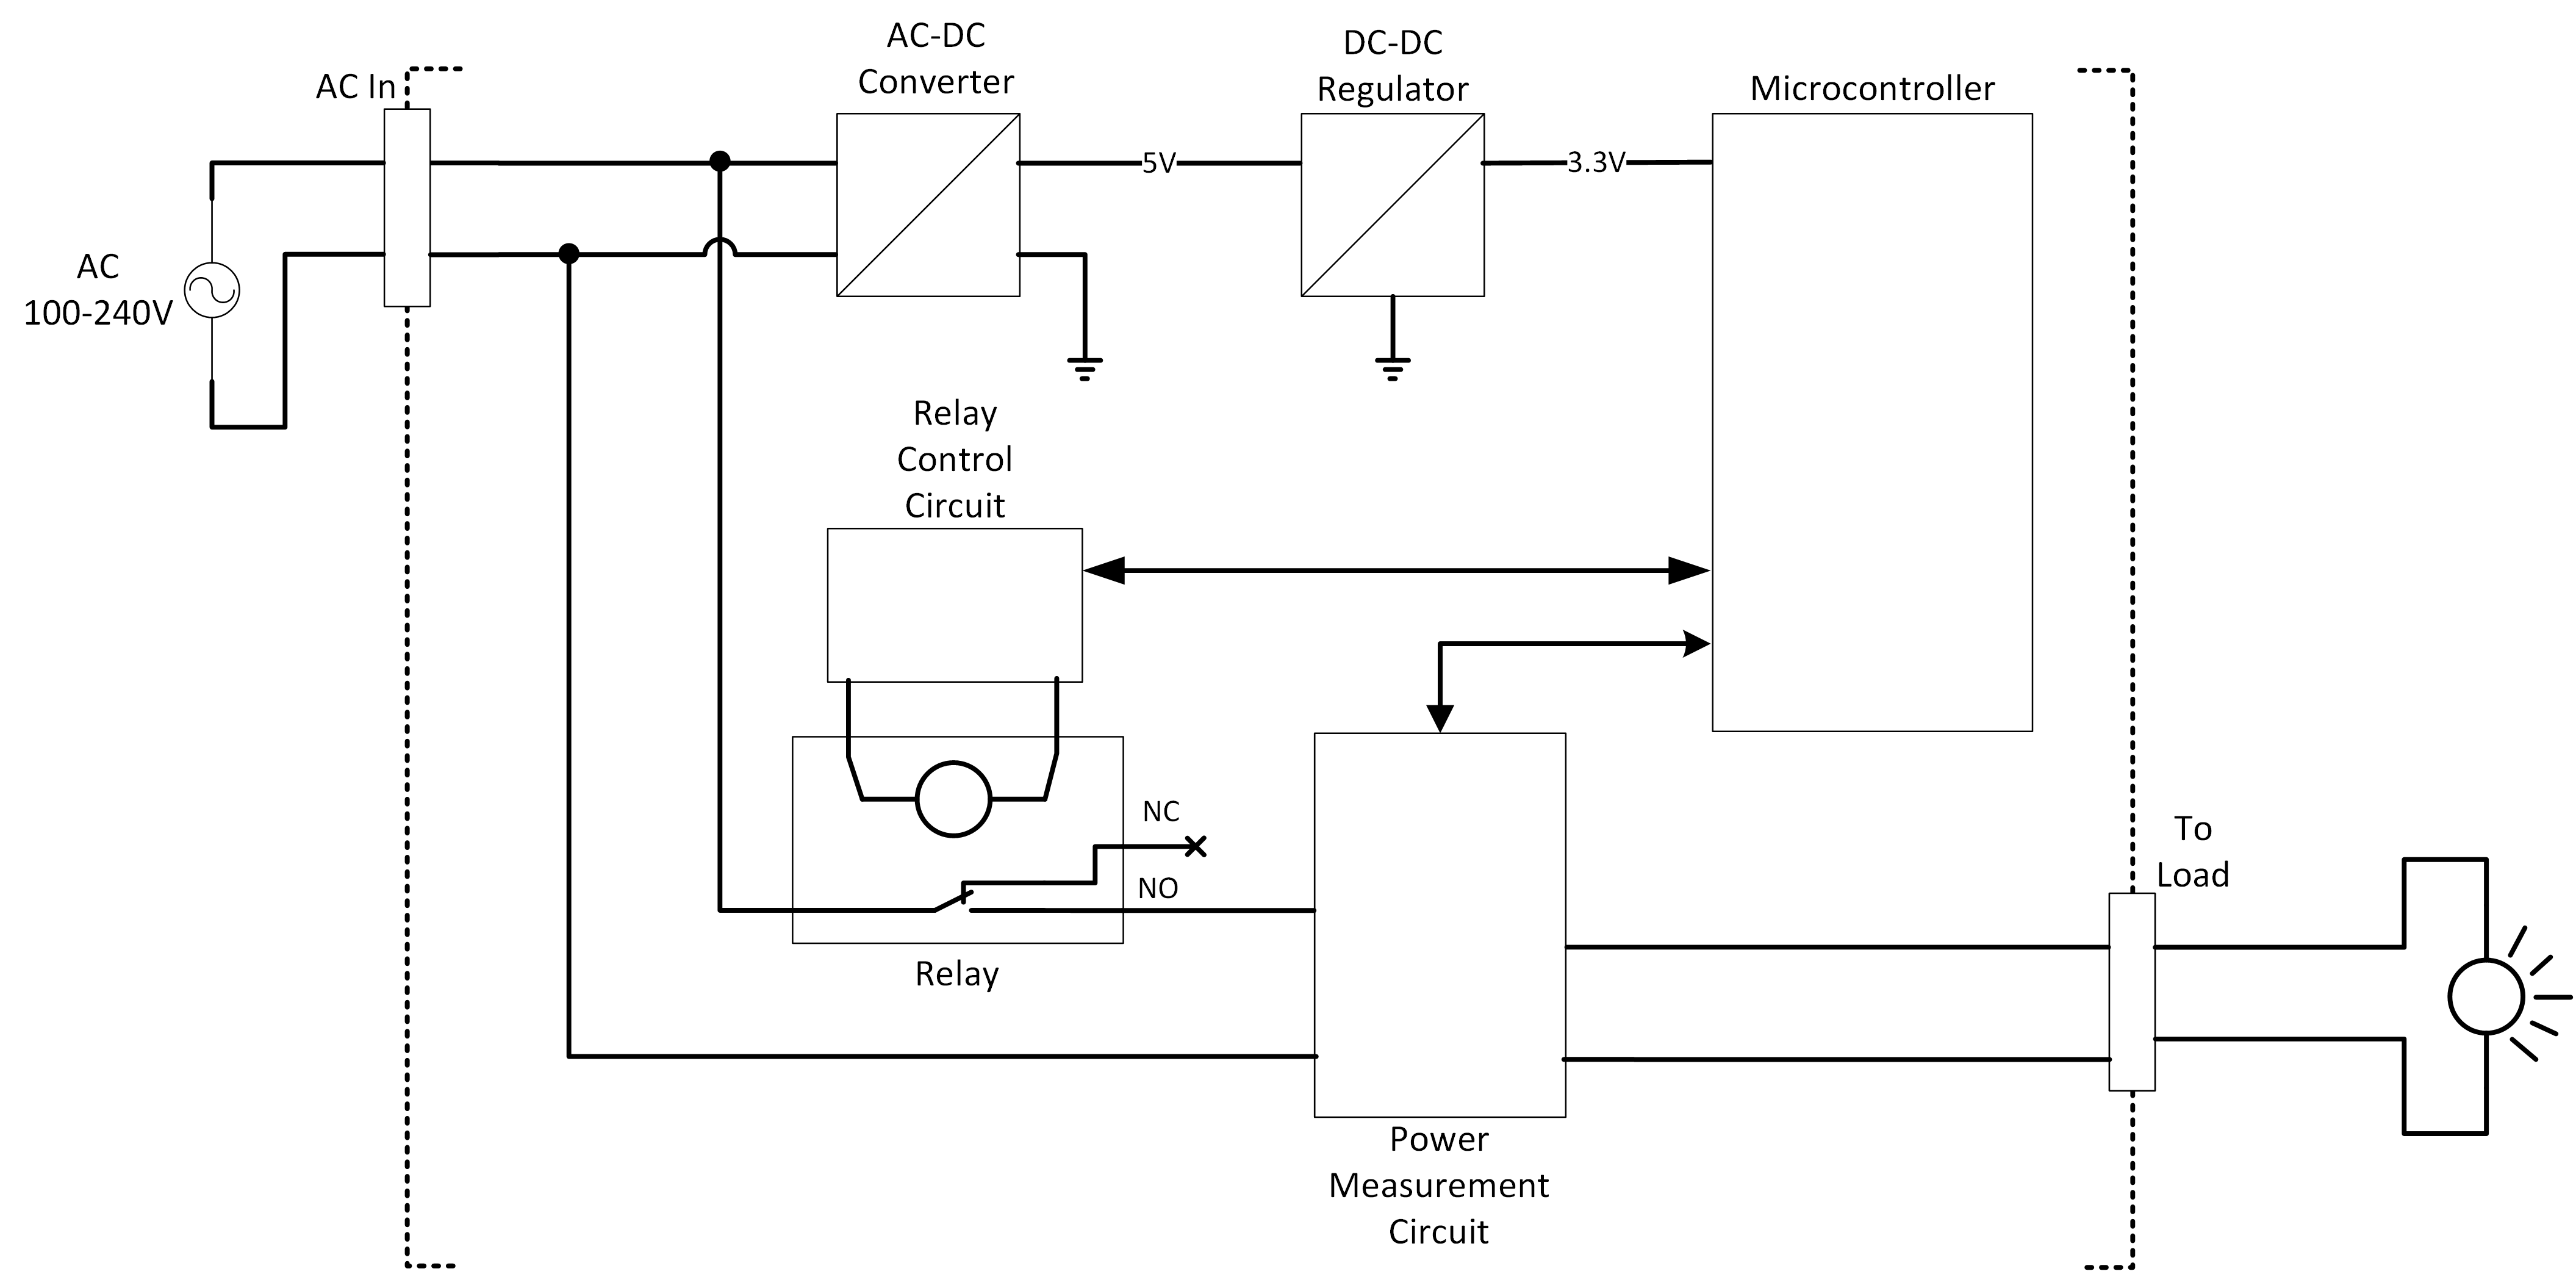 AC-DC
Converter
DC-DC
Regulator
AC In
Microcontroller
5V
3.3V
AC
100-240V
Relay
Control
Circuit
NC
NO
To
Load
Relay
Power
Measurement
Circuit